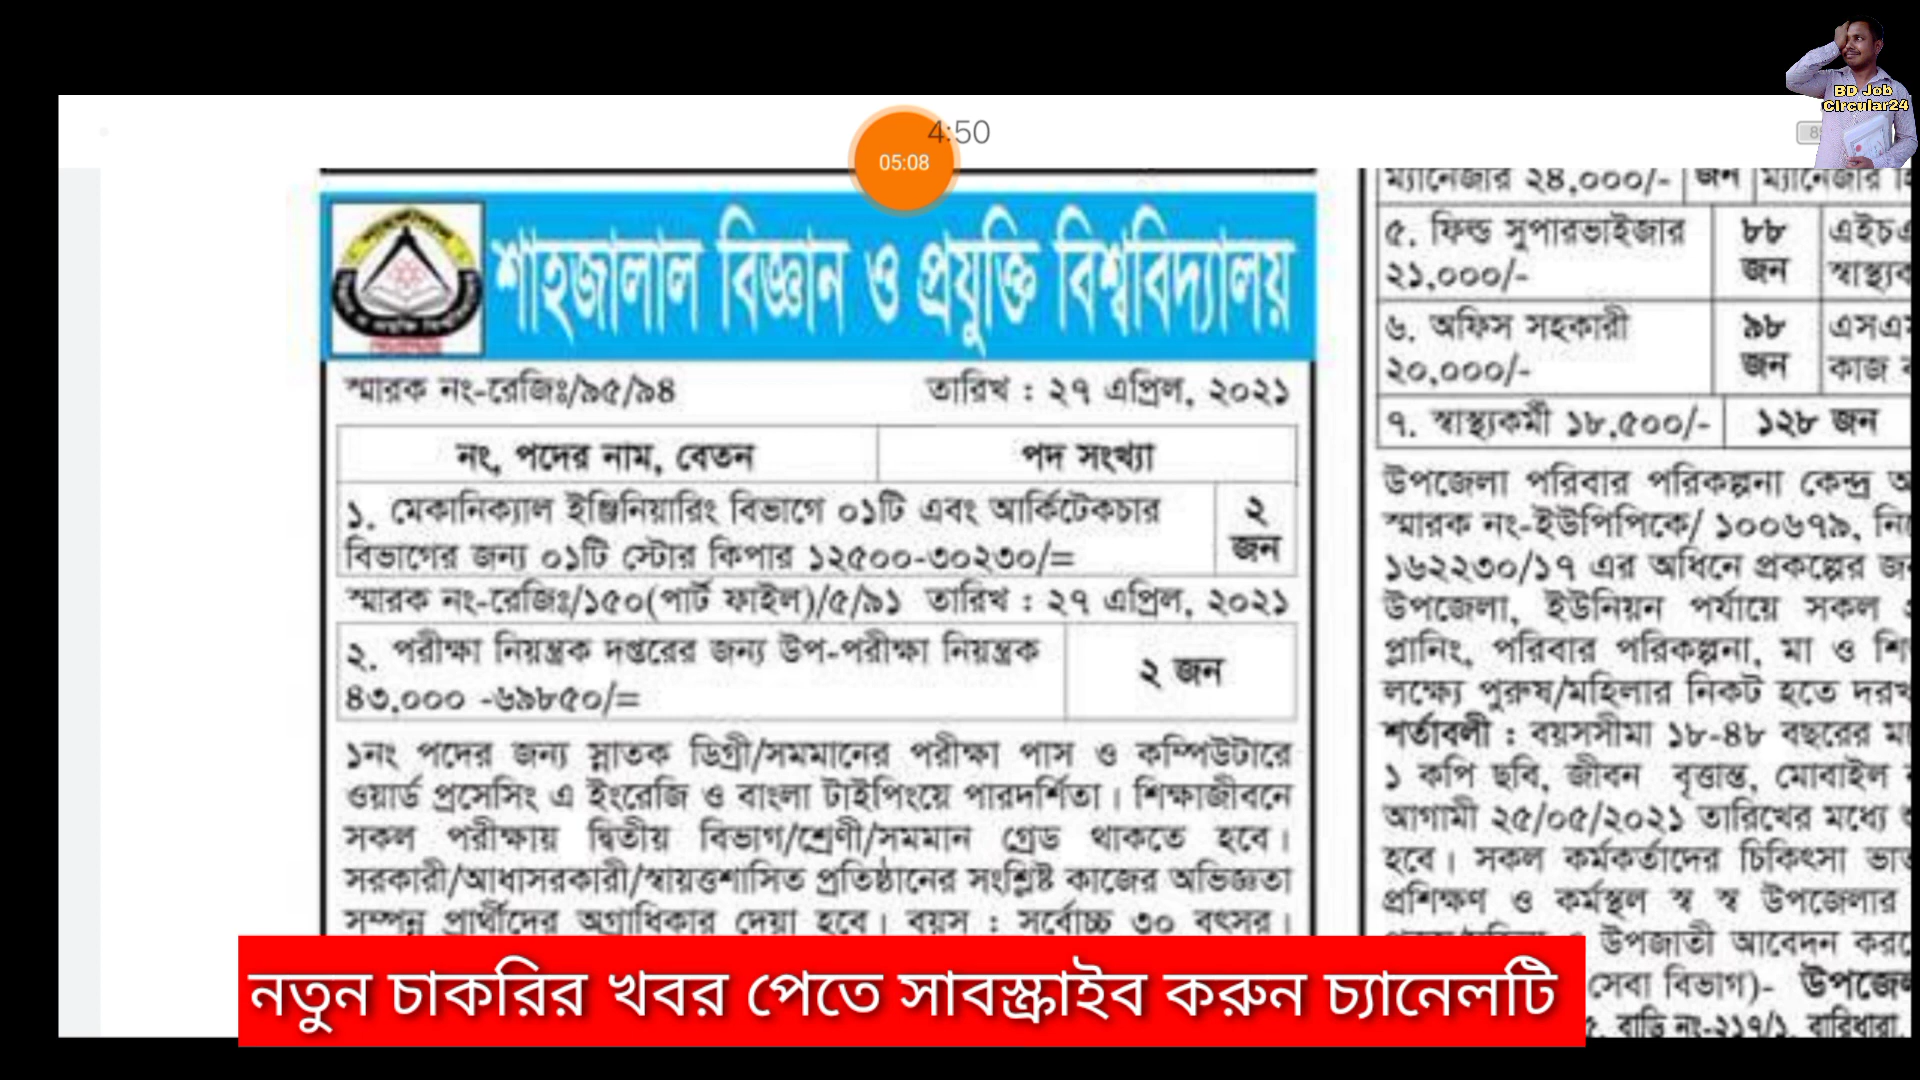 4:50
05:08
BD Job
Circular24
শাহজালাল বিজ্ঞান ও প্রযুক্তি বিশ্ববিদ্যালয়
স্মারক নং-রেজিঃ/৯৫/৯৪ তারিখ : ২৭ এপ্রিল, ২০২১
নং, পদের নাম, বেতন পদ সংখ্যা
১. মেকানিক্যাল ইঞ্জিনিয়ারিং বিভাগে ০১টি এবং আর্কিটেকচার
বিভাগের জন্য ০১টি স্টোর কিপার ১২৫০০-৩০২৩০/=
২
জন
স্মারক নং-রেজিঃ/১৫০(পার্ট ফাইল)/৫/৯১ তারিখ : ২৭ এপ্রিল, ২০২১
২. পরীক্ষা নিয়ন্ত্রক দপ্তরের জন্য উপ-পরীক্ষা নিয়ন্ত্রক
৪৩,০০০ -৬৯৮৫০/=
২ জন
১নং পদের জন্য স্নাতক ডিগ্রী/সমমানের পরীক্ষা পাস ও কম্পিউটারে
ওয়ার্ড প্রসেসিং এ ইংরেজি ও বাংলা টাইপিংয়ে পারদর্শিতা। শিক্ষাজীবনে
সকল পরীক্ষায় দ্বিতীয় বিভাগ/শ্রেণী/সমমান গ্রেড থাকতে হবে।
সরকারী/আধাসরকারী/স্বায়ত্তশাসিত প্রতিষ্ঠানের সংশ্লিষ্ট কাজের অভিজ্ঞতা
সম্পন্ন প্রার্থীদের অগ্রাধিকার দেয়া হবে। বয়স : সর্বোচ্চ ৩০ বৎসর।
ম্যানেজার ২৪,০০০/- জন ম্যানেজার
৫. ফিল্ড সুপারভাইজার
২১,০০০/-
৮৮
জন
৬. অফিস সহকারী
২০,০০০/-
৯৮
জন
কাজ
৭. স্বাস্থ্যকর্মী ১৮,৫০০/- ১২৮ জন
উপজেলা পরিবার পরিকল্পনা কেন্দ্র
স্মারক নং-ইউপিপিকে/ ১০০৬৭৯,
১৬২২৩০/১৭ এর অধিনে প্রকল্পের
উপজেলা, ইউনিয়ন পর্যায়ে সকল
প্লানিং, পরিবার পরিকল্পনা, মা ও
লক্ষ্যে পুরুষ/মহিলার নিকট হতে
শর্তাবলী : বয়সসীমা ১৮-৪৮ বছরের
১ কপি ছবি, জীবন বৃত্তান্ত, মোবাইল
আগামী ২৫/০৫/২০২১ তারিখের মধ্যে
হবে। সকল কর্মকর্তাদের চিকিৎসা
প্রশিক্ষণ ও কর্মস্থল স্ব স্ব উপজেলার
উপজাতী আবেদন
সেবা বিভাগ)-
বাড়ি নং-২১৭/১, বারিধারা,
নতুন চাকরির খবর পেতে সাবস্ক্রাইব করুন চ্যানেলটি